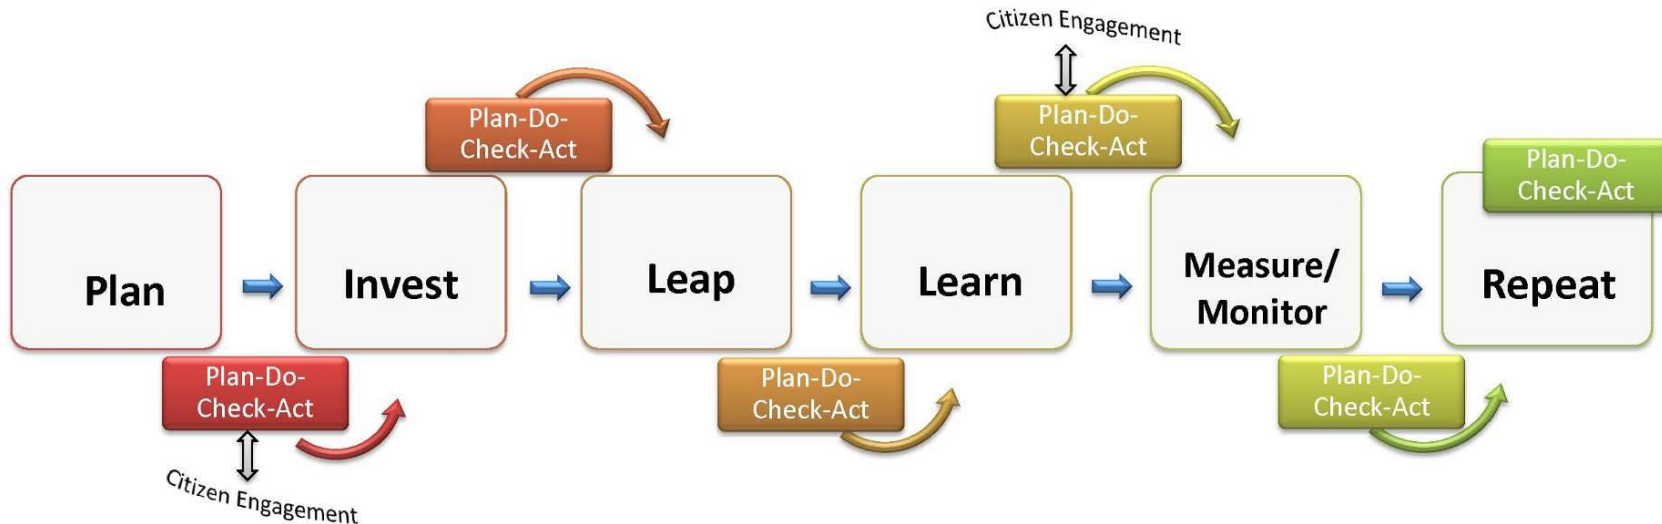 Citizen Engagement
Plan-Do-
Check-Act
Plan-Do-
Check-Act
Plan-Do-
Check-Act
Plan
Invest
Leap
Learn
Measure/
Monitor
Repeat
Plan-Do-
Check-Act
Plan-Do-
Check-Act
Plan-Do-
Check-Act
Citizen Engagement